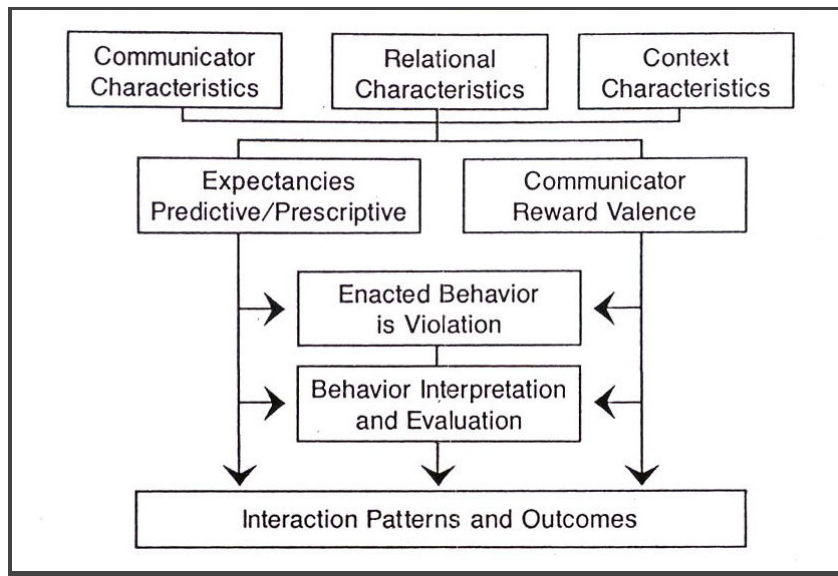 Communicator
Characteristics
Relational
Characteristics
Context
Characteristics
Expectancies
Predictive/Prescriptive
Communicator
Reward Valence
Enacted Behavior
is Violation
Behavior Interpretation
and Evaluation
Interaction Patterns and Outcomes